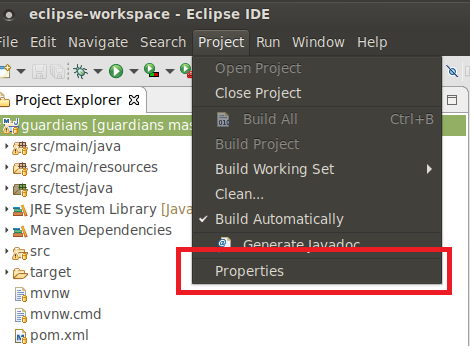 eclipse-workspace - Eclipse IDE
File Edit Navigate Search Project Run Window Help
Project Explorer
guardians [guardians mas
src/main/java
src/main/resources
src/test/java
JRE System Library [Java
Maven Dependencies
src
target
mvnw
mvnw.cmd
pom.xml
Open Project
Close Project
Build All Ctrl+B
Build Project
Build Working Set
Clean...
Build Automatically
Generate Javadoc...
Properties